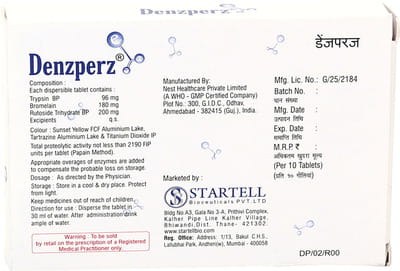 Denzperz®
Composition :
Each dispersible tablet contains :
Trypsin BP 96 mg
Bromelain 180 mg
Rutoside Trihydrate BP 200 mg
Excipients q.s.
Colour : Sunset Yellow FCF Aluminium Lake,
Tartrazine Aluminium Lake & Titanium Dioxide IP
Total proteolytic activity not less than 2190 FIP
units per tablet (Papain Method).
Appropriate overages of enzymes are added
to compensate the probable loss on storage.
Dosage : As directed by the Physician.
Storage : Store in a cool & dry place. Protect
from light.
Keep medicines out of reach of children.
Direction for Use : Disperse the tablet in
30 ml of water. After administration drink
ample of water.
Warning : To be sold
by retail on the prescription of a Registered
Medical Practitioner only.
Manufactured By:
Nest Healthcare Private Limited
(A WHO - GMP Certified Company)
Plot No.: 300, G.I.D.C., Odhav,
Ahmedabad - 382415 (Guj.), India.
Marketed by :
STARTELL
Bioceuticals PVT. LTD
Bldg No A3, Gala No 3-4, Prithvi Complex,
Kalher Pipe Line, Kalher, Bhiwandi,
Dist. Thane- 421302.
www.startellbio.com
Regd. Address : 1/13, Bakul C.H.S.,
Lallubhai Park, Andheri(w), Mumbai - 400058
डेंजपरज
Mfg. Lic. No.: G/25/2184
Batch No. :
घान संख्या
Mfg. Date :
उत्पादन तिथि
Exp. Date :
समाप्ति तिथि
M.R.P. ₹ :
अधिकतम खुदरा मूल्य
(Per 10 Tablets)
(प्रति १० गोलियां)
DP/02/R00